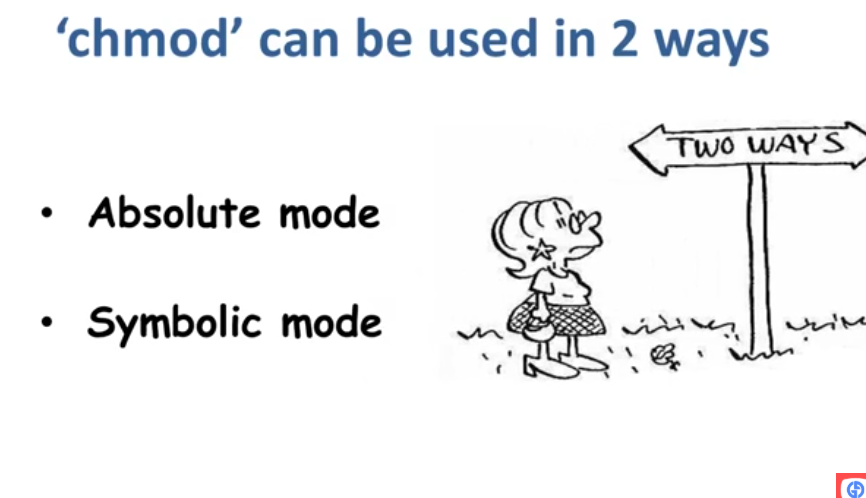 ‘chmod’ can be used in 2 ways
TWO WAYS
• Absolute mode
• Symbolic mode